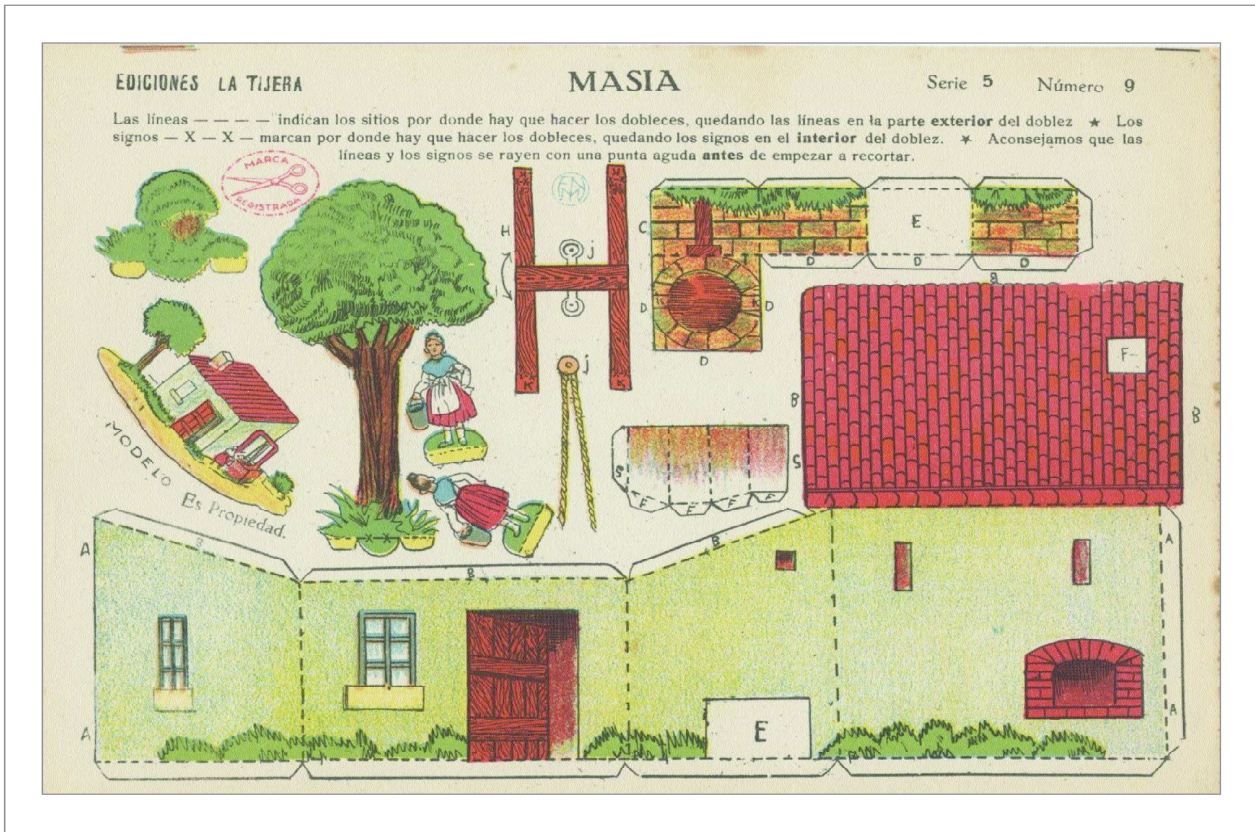 EDICIONES LA TIJERA
MASIA
Serie 5 Número 9
Las líneas — — — — indican los sitios por donde hay que hacer los dobleces, quedando las líneas en la parte exterior del doblez ★ Los
signos — X — X — marcan por donde hay que hacer los dobleces, quedando los signos en el interior del doblez. ★ Aconsejamos que las
líneas y los signos se rayen con una punta aguda antes de empezar a recortar.
MARCA
REGISTRADA
H
j
C
E
D
D
D
B
D
D
D
j
F
B
B
MODELO
Es Propiedad.
S
S
F
F
F
F
A
B
B
B
A
A
E
A